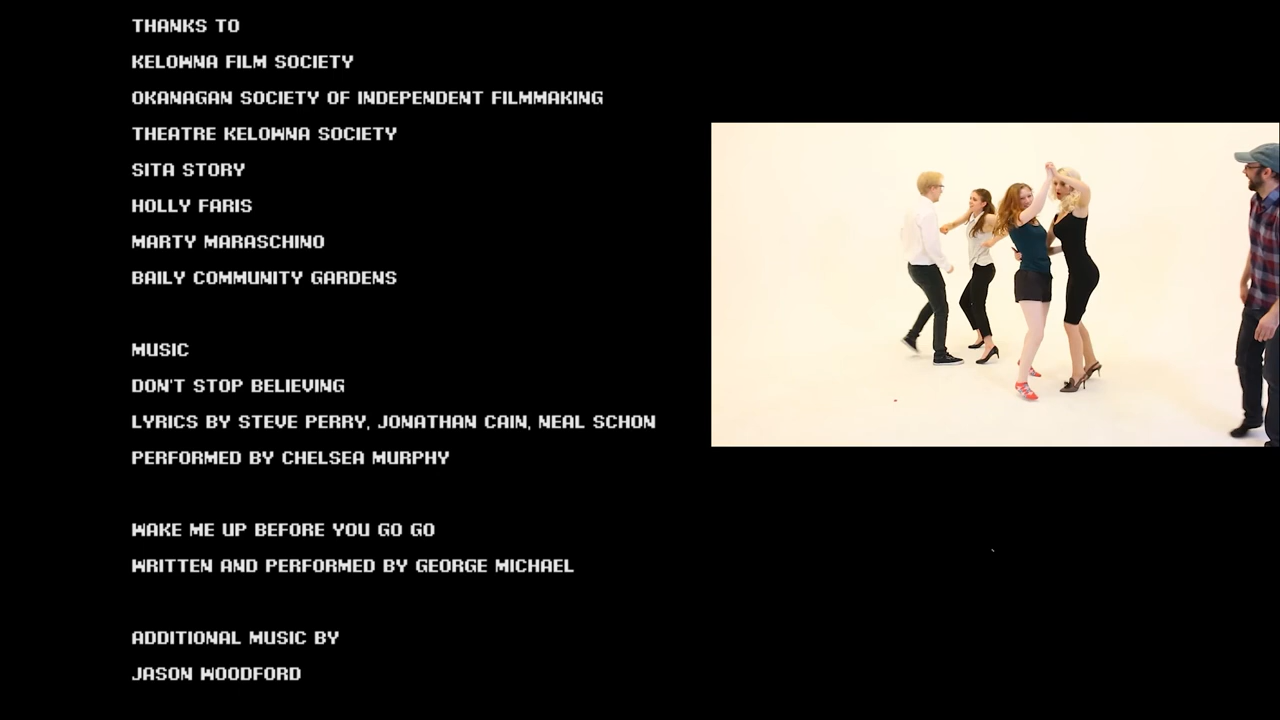 THANKS TO
KELOWNA FILM SOCIETY
OKANAGAN SOCIETY OF INDEPENDENT FILMMAKING
THEATRE KELOWNA SOCIETY
SITA STORY
HOLLY FARIS
MARTY MARASCHINO
BAILY COMMUNITY GARDENS
MUSIC
DON'T STOP BELIEVING
LYRICS BY STEVE PERRY, JONATHAN CAIN, NEAL SCHON
PERFORMED BY CHELSEA MURPHY
WAKE ME UP BEFORE YOU GO GO
WRITTEN AND PERFORMED BY GEORGE MICHAEL
ADDITIONAL MUSIC BY
JASON WOODFORD